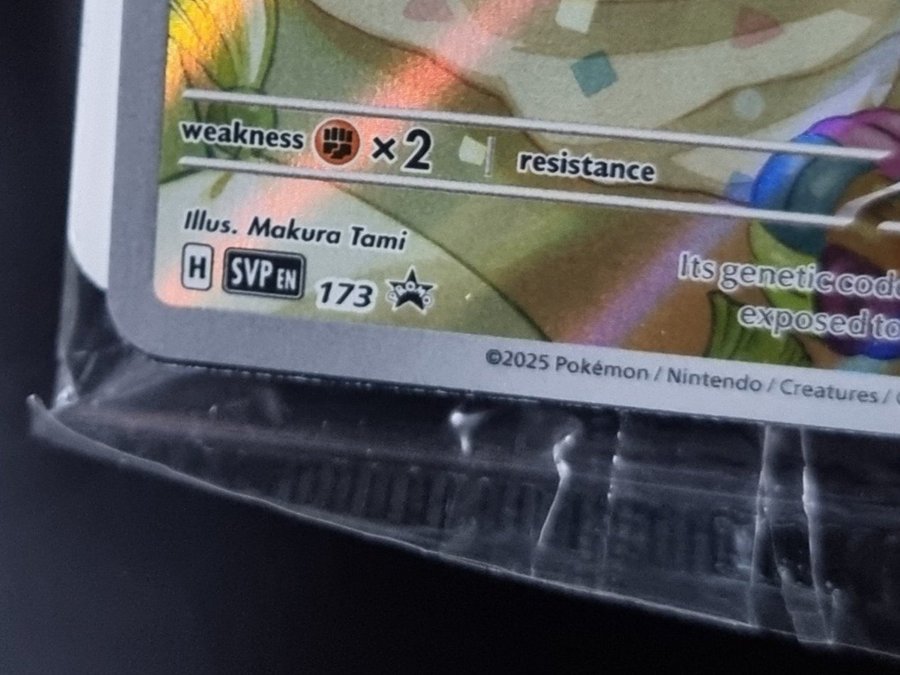 weakness ×2 resistance
Illus. Makura Tami
H SVP EN 173
Its genetic code
exposed to
©2025 Pokémon / Nintendo / Creatures /